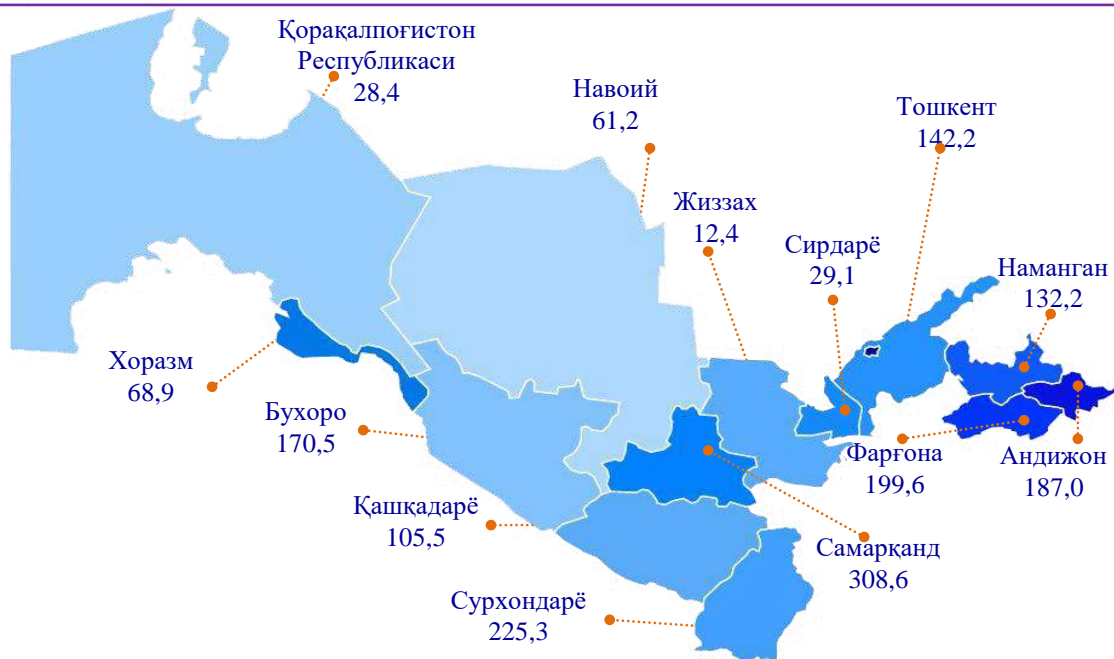 Қорақалпоғистон
Республикаси
28,4
Навоий
61,2
Тошкент
142,2
Жиззах
12,4
Сирдарё
29,1
Наманган
132,2
Хоразм
68,9
Бухоро
170,5
Фарғона
199,6
Андижон
187,0
Қашқадарё
105,5
Самарқанд
308,6
Сурхондарё
225,3